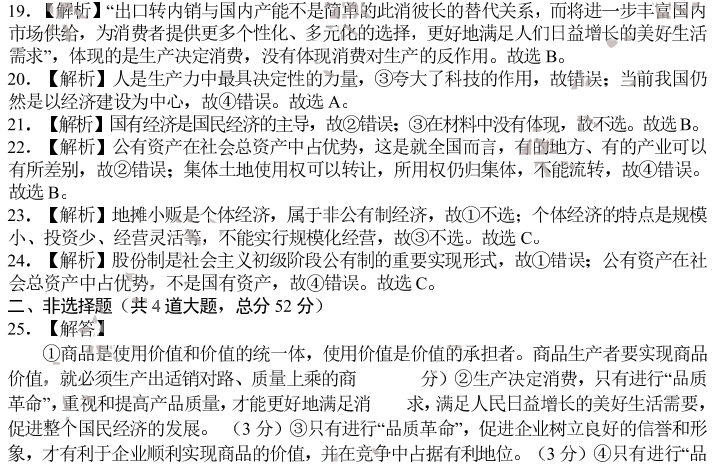 19．【解析】“出口转内销与国内产能不是简单的此消彼长的替代关系，而将进一步丰富国内
市场供给，为消费者提供更多个性化、多元化的选择，更好地满足人们日益增长的美好生活
需求”，体现的是生产决定消费，没有体现消费对生产的反作用。故选 B。
20．【解析】人是生产力中最具决定性的力量，③夸大了科技的作用，故错误；当前我国仍
然是以经济建设为中心，故④错误。故选 A。
21．【解析】国有经济是国民经济的主导，故②错误；③在材料中没有体现，故不选。故选 B。
22．【解析】公有资产在社会总资产中占优势，这是就全国而言，有的地方、有的产业可以
有所差别，故②错误；集体土地使用权可以转让，所用权仍归集体，不能流转，故④错误。
故选 B。
23．【解析】地摊小贩是个体经济，属于非公有制经济，故①不选；个体经济的特点是规模
小、投资少、经营灵活等，不能实行规模化经营，故③不选。故选 C。
24．【解析】股份制是社会主义初级阶段公有制的重要实现形式，故①错误；公有资产在社
会总资产中占优势，不是国有资产，故④错误。故选 C。
二、非选择题（共 4 道大题，总分 52 分）
25．【解答】
①商品是使用价值和价值的统一体，使用价值是价值的承担者。商品生产者要实现商品
价值，就必须生产出适销对路、质量上乘的商 分）②生产决定消费，只有进行“品质
革命”，重视和提高产品质量，才能更好地满足消 求，满足人民日益增长的美好生活需要，
促进整个国民经济的发展。（3 分）③只有进行“品质革命”，促进企业树立良好的信誉和形
象，才有利于企业顺利实现商品的价值，并在竞争中占据有利地位。（3 分）④只有进行“品